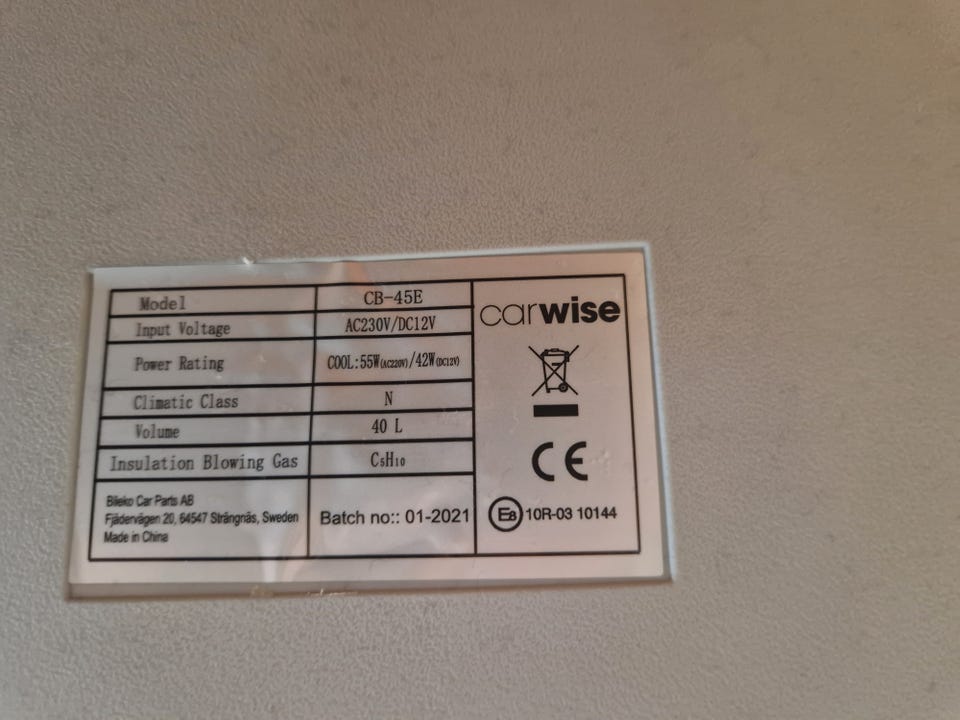 Model CB-45E
carwise
Input Voltage AC230V/DC12V
Power Rating COOL:55W(AC220V)/42W(DC12V)
Climatic Class N
Volume 40 L
Insulation Blowing Gas C₅H₁₀
CE
Blieko Car Parts AB
Fjädervägen 20, 64547 Strängnäs, Sweden
Made in China
Batch no:: 01-2021
E8 10R-03 10144